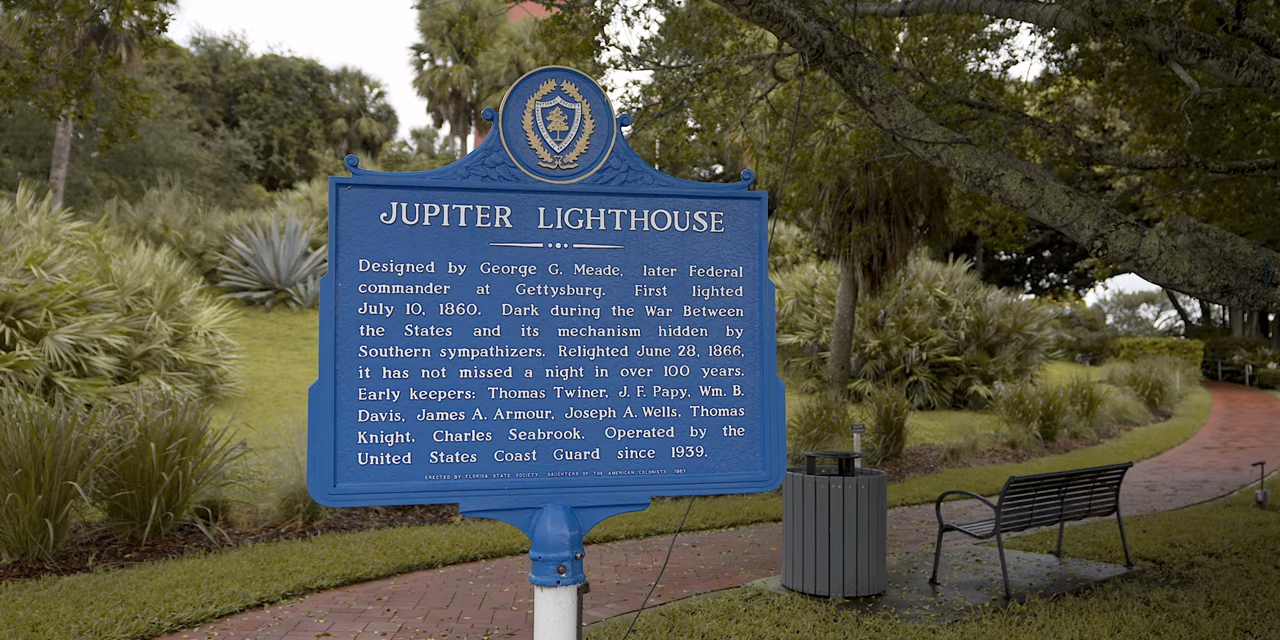 JUPITER LIGHTHOUSE
Designed by George G. Meade, later Federal
commander at Gettysburg. First lighted
July 10, 1860. Dark during the War Between
the States and its mechanism hidden by
Southern sympathizers. Relighted June 28, 1866,
it has not missed a night in over 100 years.
Early keepers: Thomas Twiner, J. F. Papy, Wm. B.
Davis, James A. Armour, Joseph A. Wells, Thomas
Knight, Charles Seabrook. Operated by the
United States Coast Guard since 1939.
ERECTED BY FLORIDA STATE SOCIETY, DAUGHTERS OF THE AMERICAN COLONISTS 1967